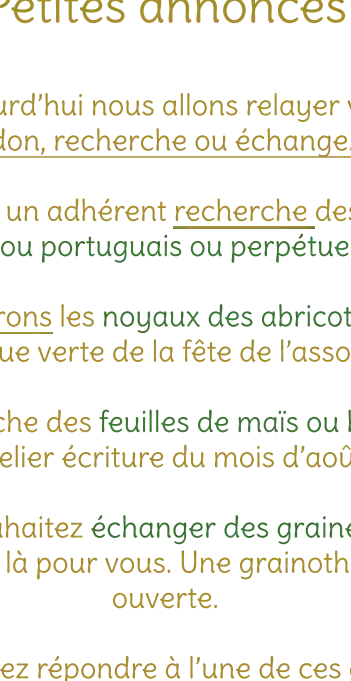 Petites annonces
urd'hui nous allons relayer
don, recherche ou échange
un adhérent recherche des
ou portuguais ou perpétue
rons les noyaux des abricot
ue verte de la fête de l'asso
che des feuilles de maïs ou
elier écriture du mois d'aoû
uhaitez échanger des graine
là pour vous. Une grainoth
ouverte.
ez répondre à l'une de ces